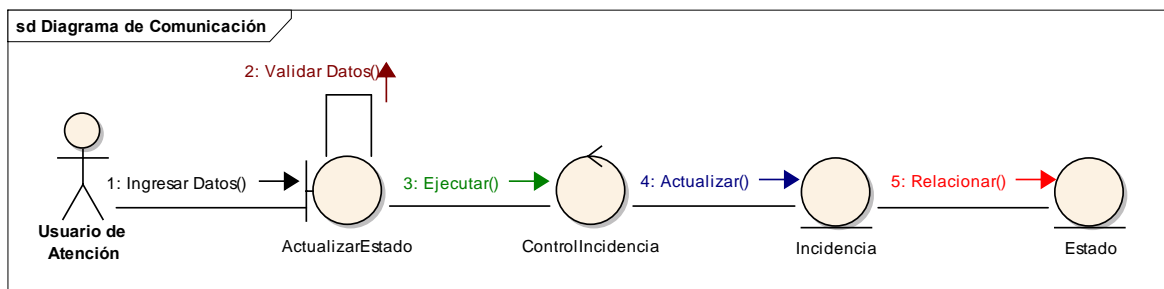 sd Diagrama de Comunicación
2: Validar Datos()
1: Ingresar Datos()
3: Ejecutar()
4: Actualizar()
5: Relacionar()
Usuario de
Atención
ActualizarEstado
ControlIncidencia
Incidencia
Estado